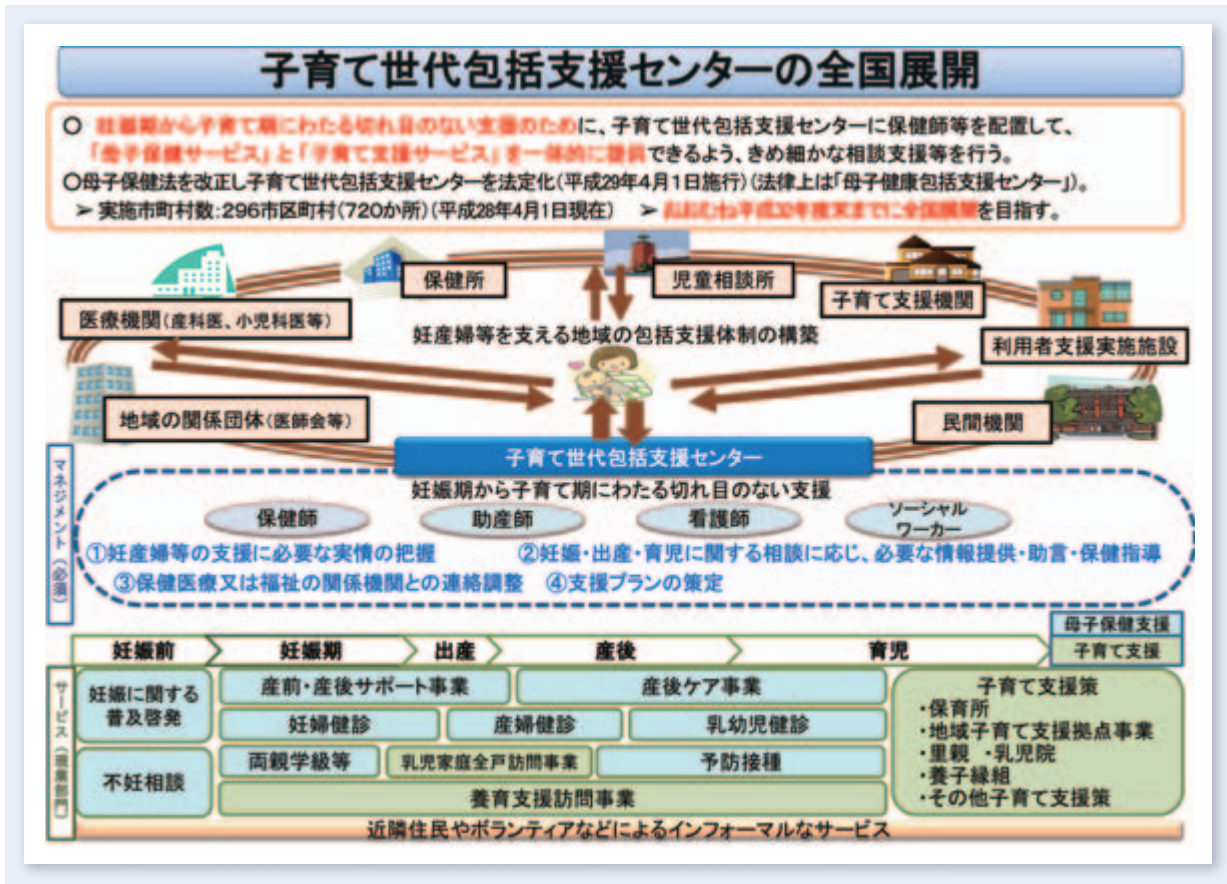 子育て世代包括支援センターの全国展開
○ 妊娠期から子育て期にわたる切れ目のない支援のために、子育て世代包括支援センターに保健師等を配置して、
「母子保健サービス」と「子育て支援サービス」を一体的に提供できるよう、きめ細かな相談支援等を行う。
○母子保健法を改正し子育て世代包括支援センターを法定化(平成29年4月1日施行)(法律上は「母子健康包括支援センター」)。
➢ 実施市町村数:296市区町村(720か所)(平成28年4月1日現在) ➢ おおむね平成32年度末までに全国展開を目指す。
保健所
児童相談所
子育て支援機関
医療機関(産科医、小児科医等)
妊産婦等を支える地域の包括支援体制の構築
利用者支援実施施設
地域の関係団体(医師会等)
民間機関
子育て世代包括支援センター
マネジメント(必須)
妊娠期から子育て期にわたる切れ目のない支援
保健師
助産師
看護師
ソーシャル
ワーカー
①妊産婦等の支援に必要な実情の把握 ②妊娠・出産・育児に関する相談に応じ、必要な情報提供・助言・保健指導
③保健医療又は福祉の関係機関との連絡調整 ④支援プランの策定
母子保健支援
子育て支援
妊娠前 妊娠期 出産 産後 育児
サービス(現業部門)
妊娠に関する
普及啓発
産前・産後サポート事業
産後ケア事業
妊婦健診
産婦健診
乳幼児健診
不妊相談
両親学級等
乳児家庭全戸訪問事業
予防接種
養育支援訪問事業
子育て支援策
・保育所
・地域子育て支援拠点事業
・里親 ・乳児院
・養子縁組
・その他子育て支援策
近隣住民やボランティアなどによるインフォーマルなサービス